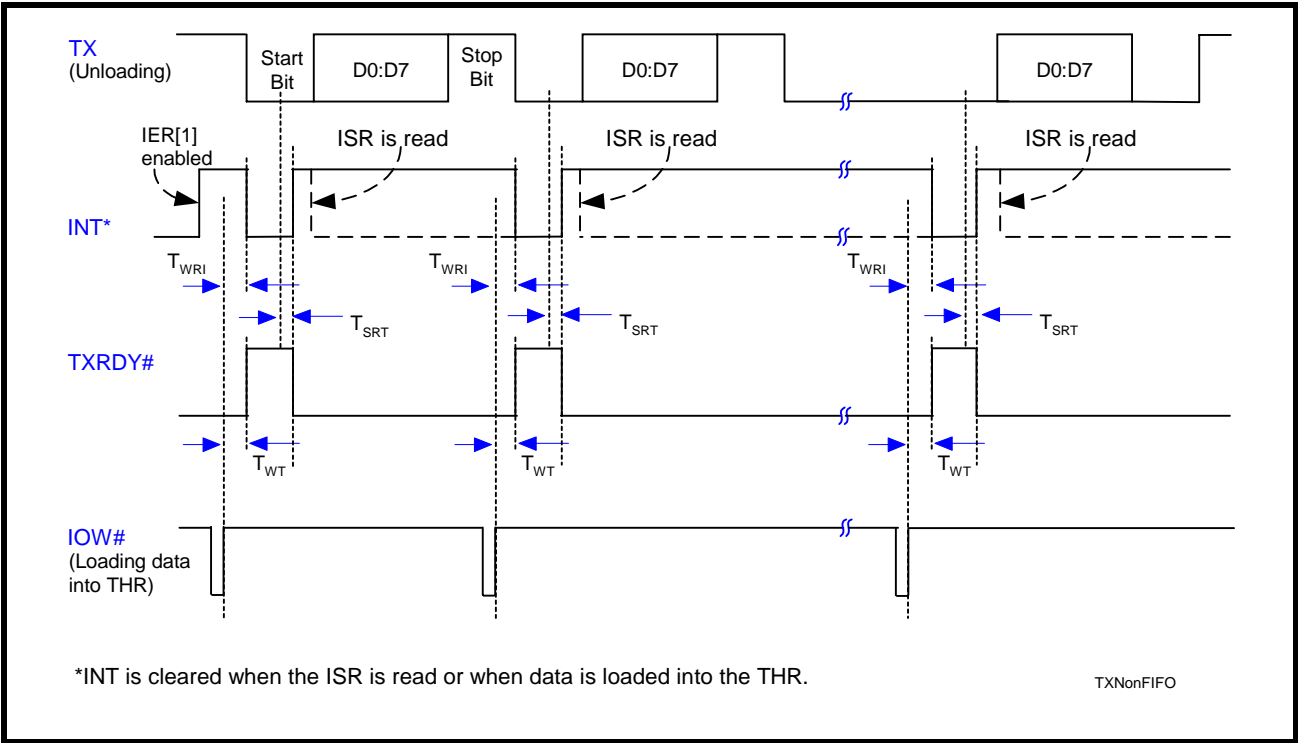 TX
(Unloading)
Start
Bit
D0:D7
Stop
Bit
D0:D7
D0:D7
IER[1]
enabled
ISR is read
ISR is read
ISR is read
INT*
TWRI
TWRI
TWRI
TSRT
TSRT
TSRT
TXRDY#
TWT
TWT
TWT
IOW#
(Loading data
into THR)
*INT is cleared when the ISR is read or when data is loaded into the THR.
TXNonFIFO